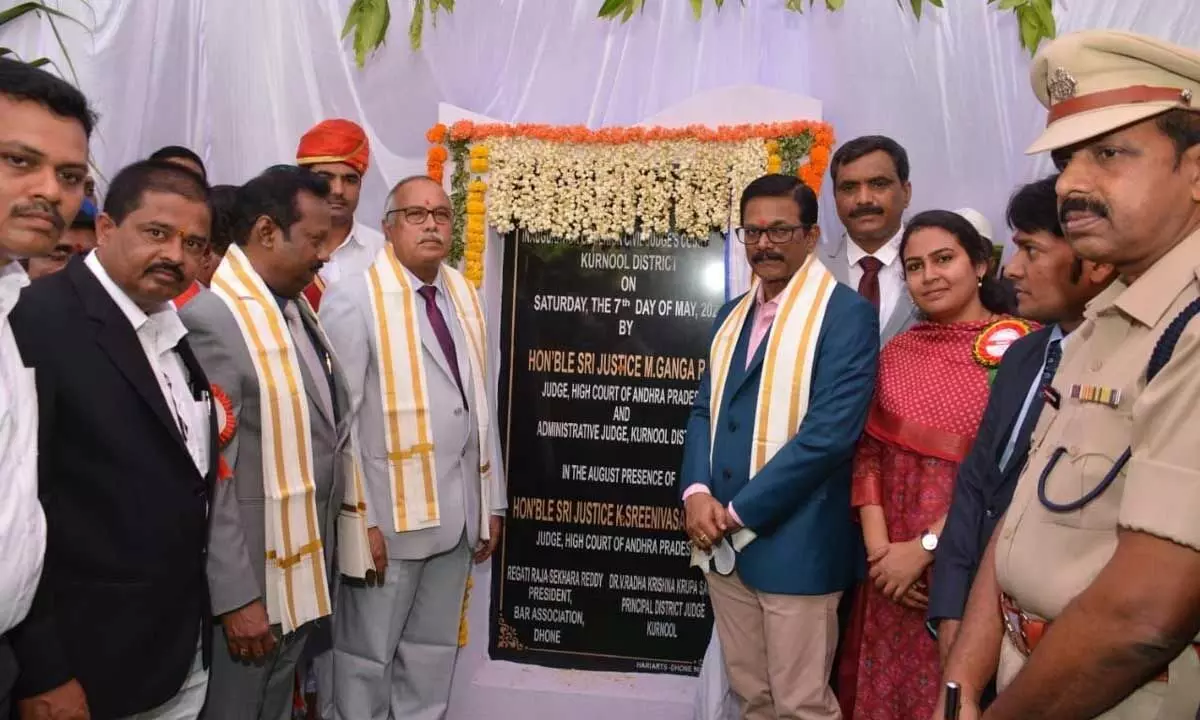 CIVIL JUDGE'S
KURNOOL DISTRICT
ON
SATURDAY, THE 7th DAY OF MAY,
BY
HON'BLE SRI JUSTICE M.GANGA
JUDGE, HIGH COURT OF ANDHRA
AND
ADMINISTRATIVE JUDGE, KURNOOL
IN THE AUGUST PRESENCE OF
HON'BLE SRI JUSTICE K.SREENIVASA
JUDGE, HIGH COURT OF ANDHRA
REGATI RAJA SEKHARA REDDY
PRESIDENT,
BAR ASSOCIATION,
DHONE
DR.V.RADHA KRISHNA KRUPA
PRINCIPAL DISTRICT JUDGE
KURNOOL
HARIARTS-DHONE